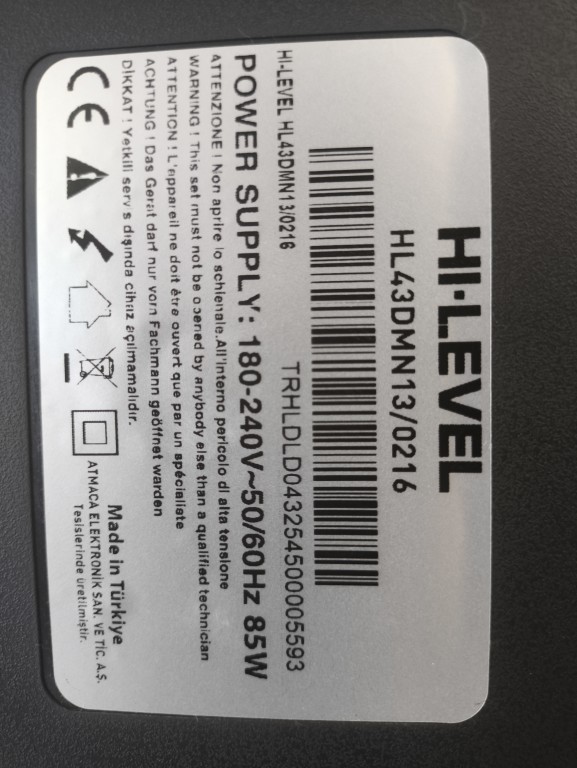 HI-LEVEL
HL43DMN13/0216
HI-LEVEL HL43DMN13/0216
TRHLDLD043254500005593
POWER SUPPLY: 180-240V~50/60Hz 85W
ATTENZIONE ! Non aprire lo schienale.All'interno pericolo di alta tensione
WARNING ! This set must not be opened by anybody else than a qualified technician
ATTENTION ! L'appareil ne doit être ouvert que par un spécialiste
ACHTUNG ! Das Gerät darf nur vorn Fachmann geöffnet warden
DİKKAT ! Yetkili servis dışında cihaz açılmamalıdır.
CE
Made in Türkiye
ATMACA ELEKTRONİK SAN. VE TİC. A.Ş.
Tesislerinde üretilmiştir.